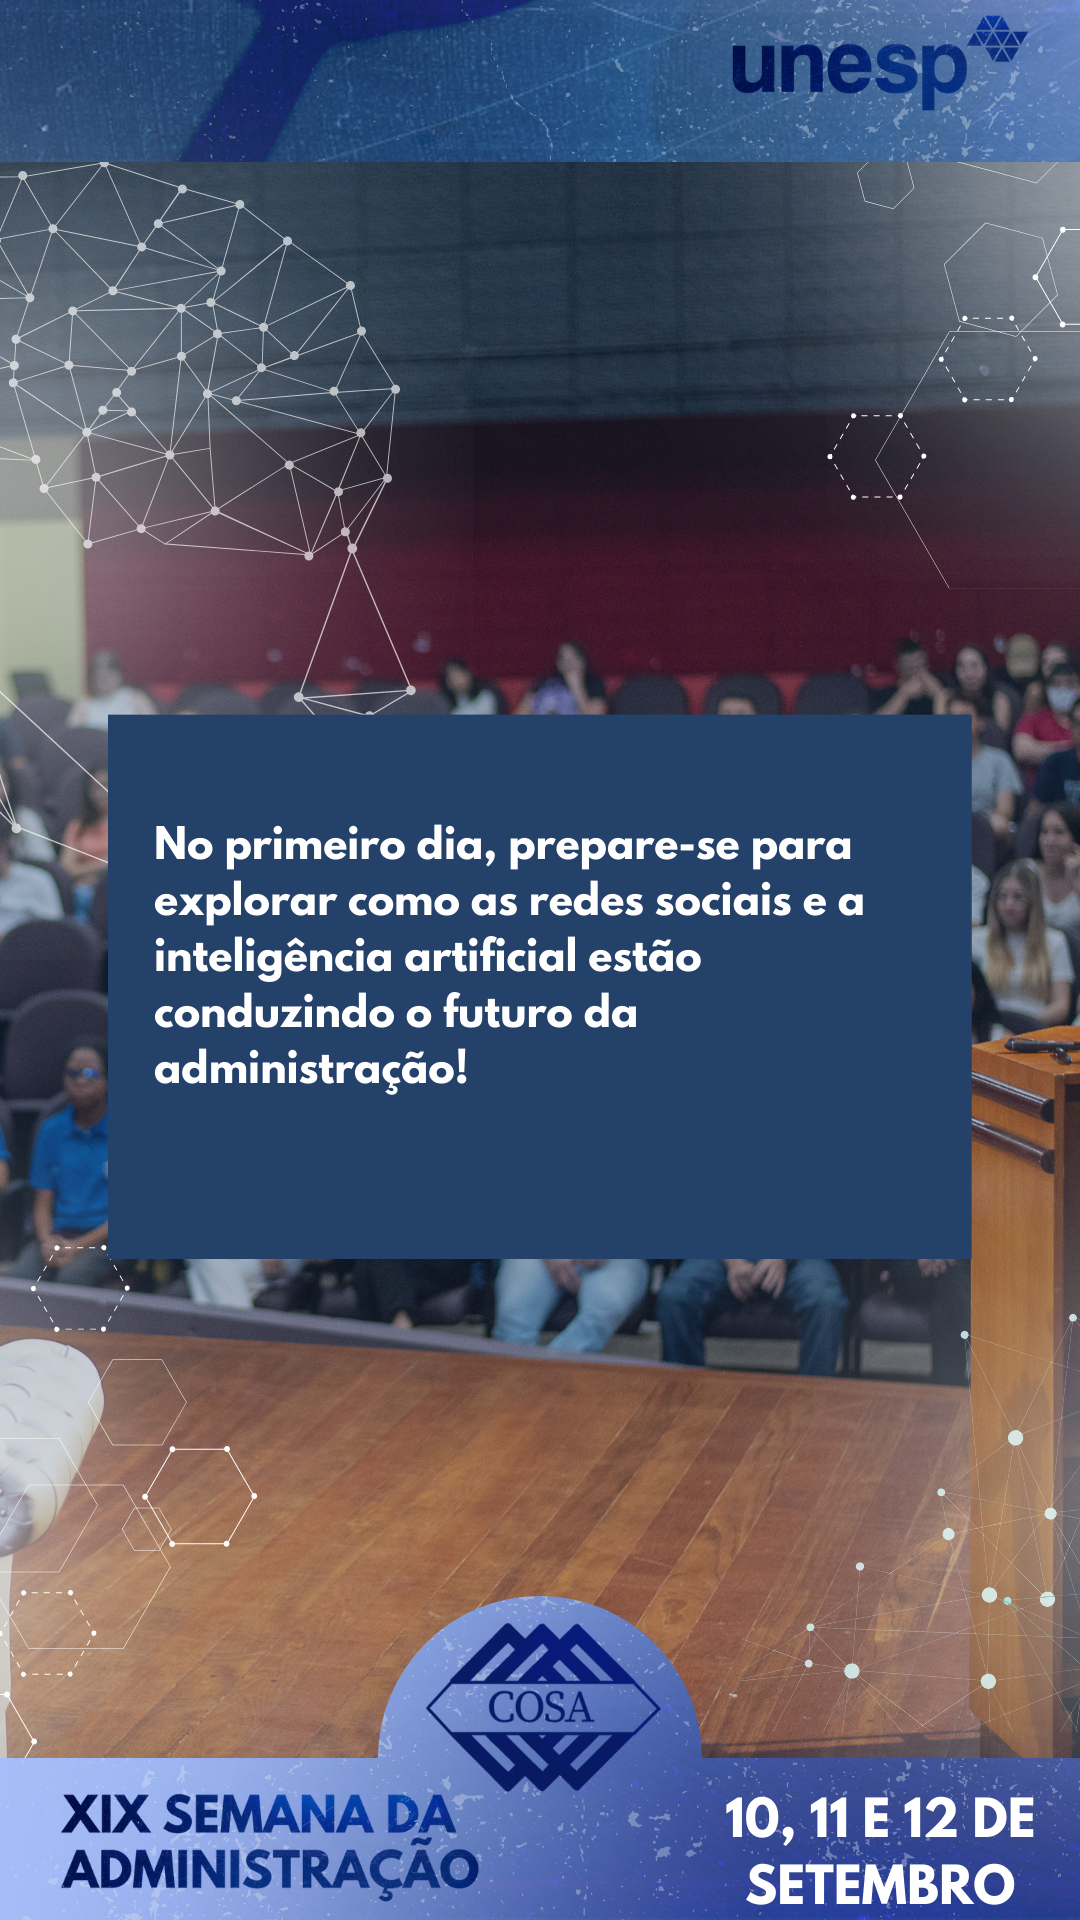 unesp
No primeiro dia, prepare-se para
explorar como as redes sociais e a
inteligência artificial estão
conduzindo o futuro da
administração!
COSA
XIX SEMANA DA
ADMINISTRAÇÃO
10, 11 E 12 DE
SETEMBRO